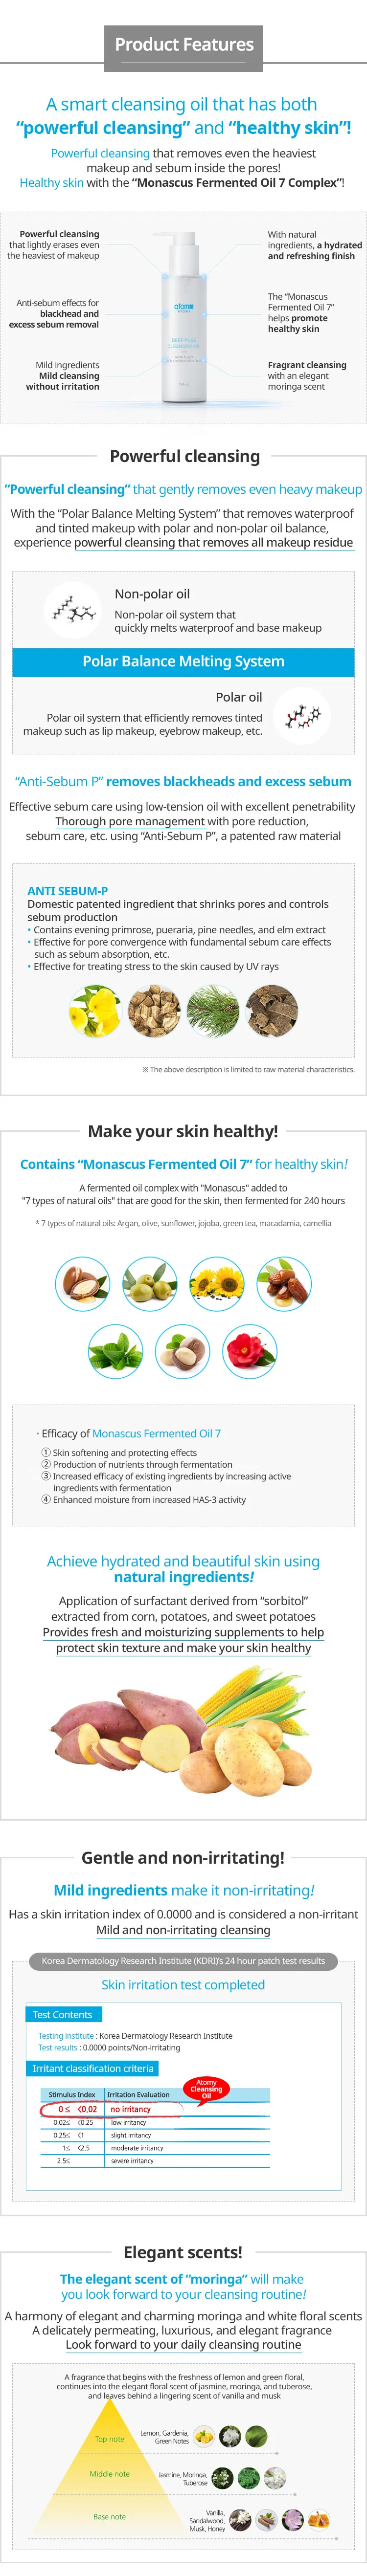 Product Features
A smart cleansing oil that has both
“powerful cleansing” and “healthy skin”!
Powerful cleansing that removes even the heaviest
makeup and sebum inside the pores!
Healthy skin with the “Monascus Fermented Oil 7 Complex”!
Powerful cleansing
that lightly erases even
the heaviest of makeup
With natural
ingredients, a hydrated
and refreshing finish
Anti-sebum effects for
blackhead and
excess sebum removal
The “Monascus
Fermented Oil 7”
helps promote
healthy skin
Mild ingredients
Mild cleansing
without irritation
Fragrant cleansing
with an elegant
moringa scent
atom美
DEEP PORE
CLEANSING OIL
Powerful cleansing
“Powerful cleansing” that gently removes even heavy makeup
With the “Polar Balance Melting System” that removes waterproof
and tinted makeup with polar and non-polar oil balance,
experience powerful cleansing that removes all makeup residue
Non-polar oil
Non-polar oil system that
quickly melts waterproof and base makeup
Polar Balance Melting System
Polar oil
Polar oil system that efficiently removes tinted
makeup such as lip makeup, eyebrow makeup, etc.
“Anti-Sebum P” removes blackheads and excess sebum
Effective sebum care using low-tension oil with excellent penetrability
Thorough pore management with pore reduction,
sebum care, etc. using “Anti-Sebum P”, a patented raw material
ANTI SEBUM-P
Domestic patented ingredient that shrinks pores and controls
sebum production
• Contains evening primrose, pueraria, pine needles, and elm extract
• Effective for pore convergence with fundamental sebum care effects
such as sebum absorption, etc.
• Effective for treating stress to the skin caused by UV rays
※ The above description is limited to raw material characteristics.
Make your skin healthy!
Contains “Monascus Fermented Oil 7” for healthy skin!
A fermented oil complex with "Monascus" added to
"7 types of natural oils" that are good for the skin, then fermented for 240 hours
* 7 types of natural oils: Argan, olive, sunflower, jojoba, green tea, macadamia, camellia
· Efficacy of Monascus Fermented Oil 7
① Skin softening and protecting effects
② Production of nutrients through fermentation
③ Increased efficacy of existing ingredients by increasing active
ingredients with fermentation
④ Enhanced moisture from increased HAS-3 activity
Achieve hydrated and beautiful skin using
natural ingredients!
Application of surfactant derived from “sorbitol”
extracted from corn, potatoes, and sweet potatoes
Provides fresh and moisturizing supplements to help
protect skin texture and make your skin healthy
Gentle and non-irritating!
Mild ingredients make it non-irritating!
Has a skin irritation index of 0.0000 and is considered a non-irritant
Mild and non-irritating cleansing
Korea Dermatology Research Institute (KDRI)’s 24 hour patch test results
Skin irritation test completed
Test Contents
Testing institute : Korea Dermatology Research Institute
Test results : 0.0000 points/Non-irritating
Irritant classification criteria
Atomy
Cleansing
Oil
Stimulus Index Irritation Evaluation
0 ≤ <0.02 no irritancy
0.02≤ <0.25 low irritancy
0.25≤ <1 slight irritancy
1≤ <2.5 moderate irritancy
2.5≤ severe irritancy
Elegant scents!
The elegant scent of “moringa” will make
you look forward to your cleansing routine!
A harmony of elegant and charming moringa and white floral scents
A delicately permeating, luxurious, and elegant fragrance
Look forward to your daily cleansing routine
A fragrance that begins with the freshness of lemon and green floral,
continues into the elegant floral scent of jasmine, moringa, and tuberose,
and leaves behind a lingering scent of vanilla and musk
Top note
Lemon, Gardenia,
Green Notes
Middle note
Jasmine, Moringa,
Tuberose
Base note
Vanilla,
Sandalwood,
Musk, Honey